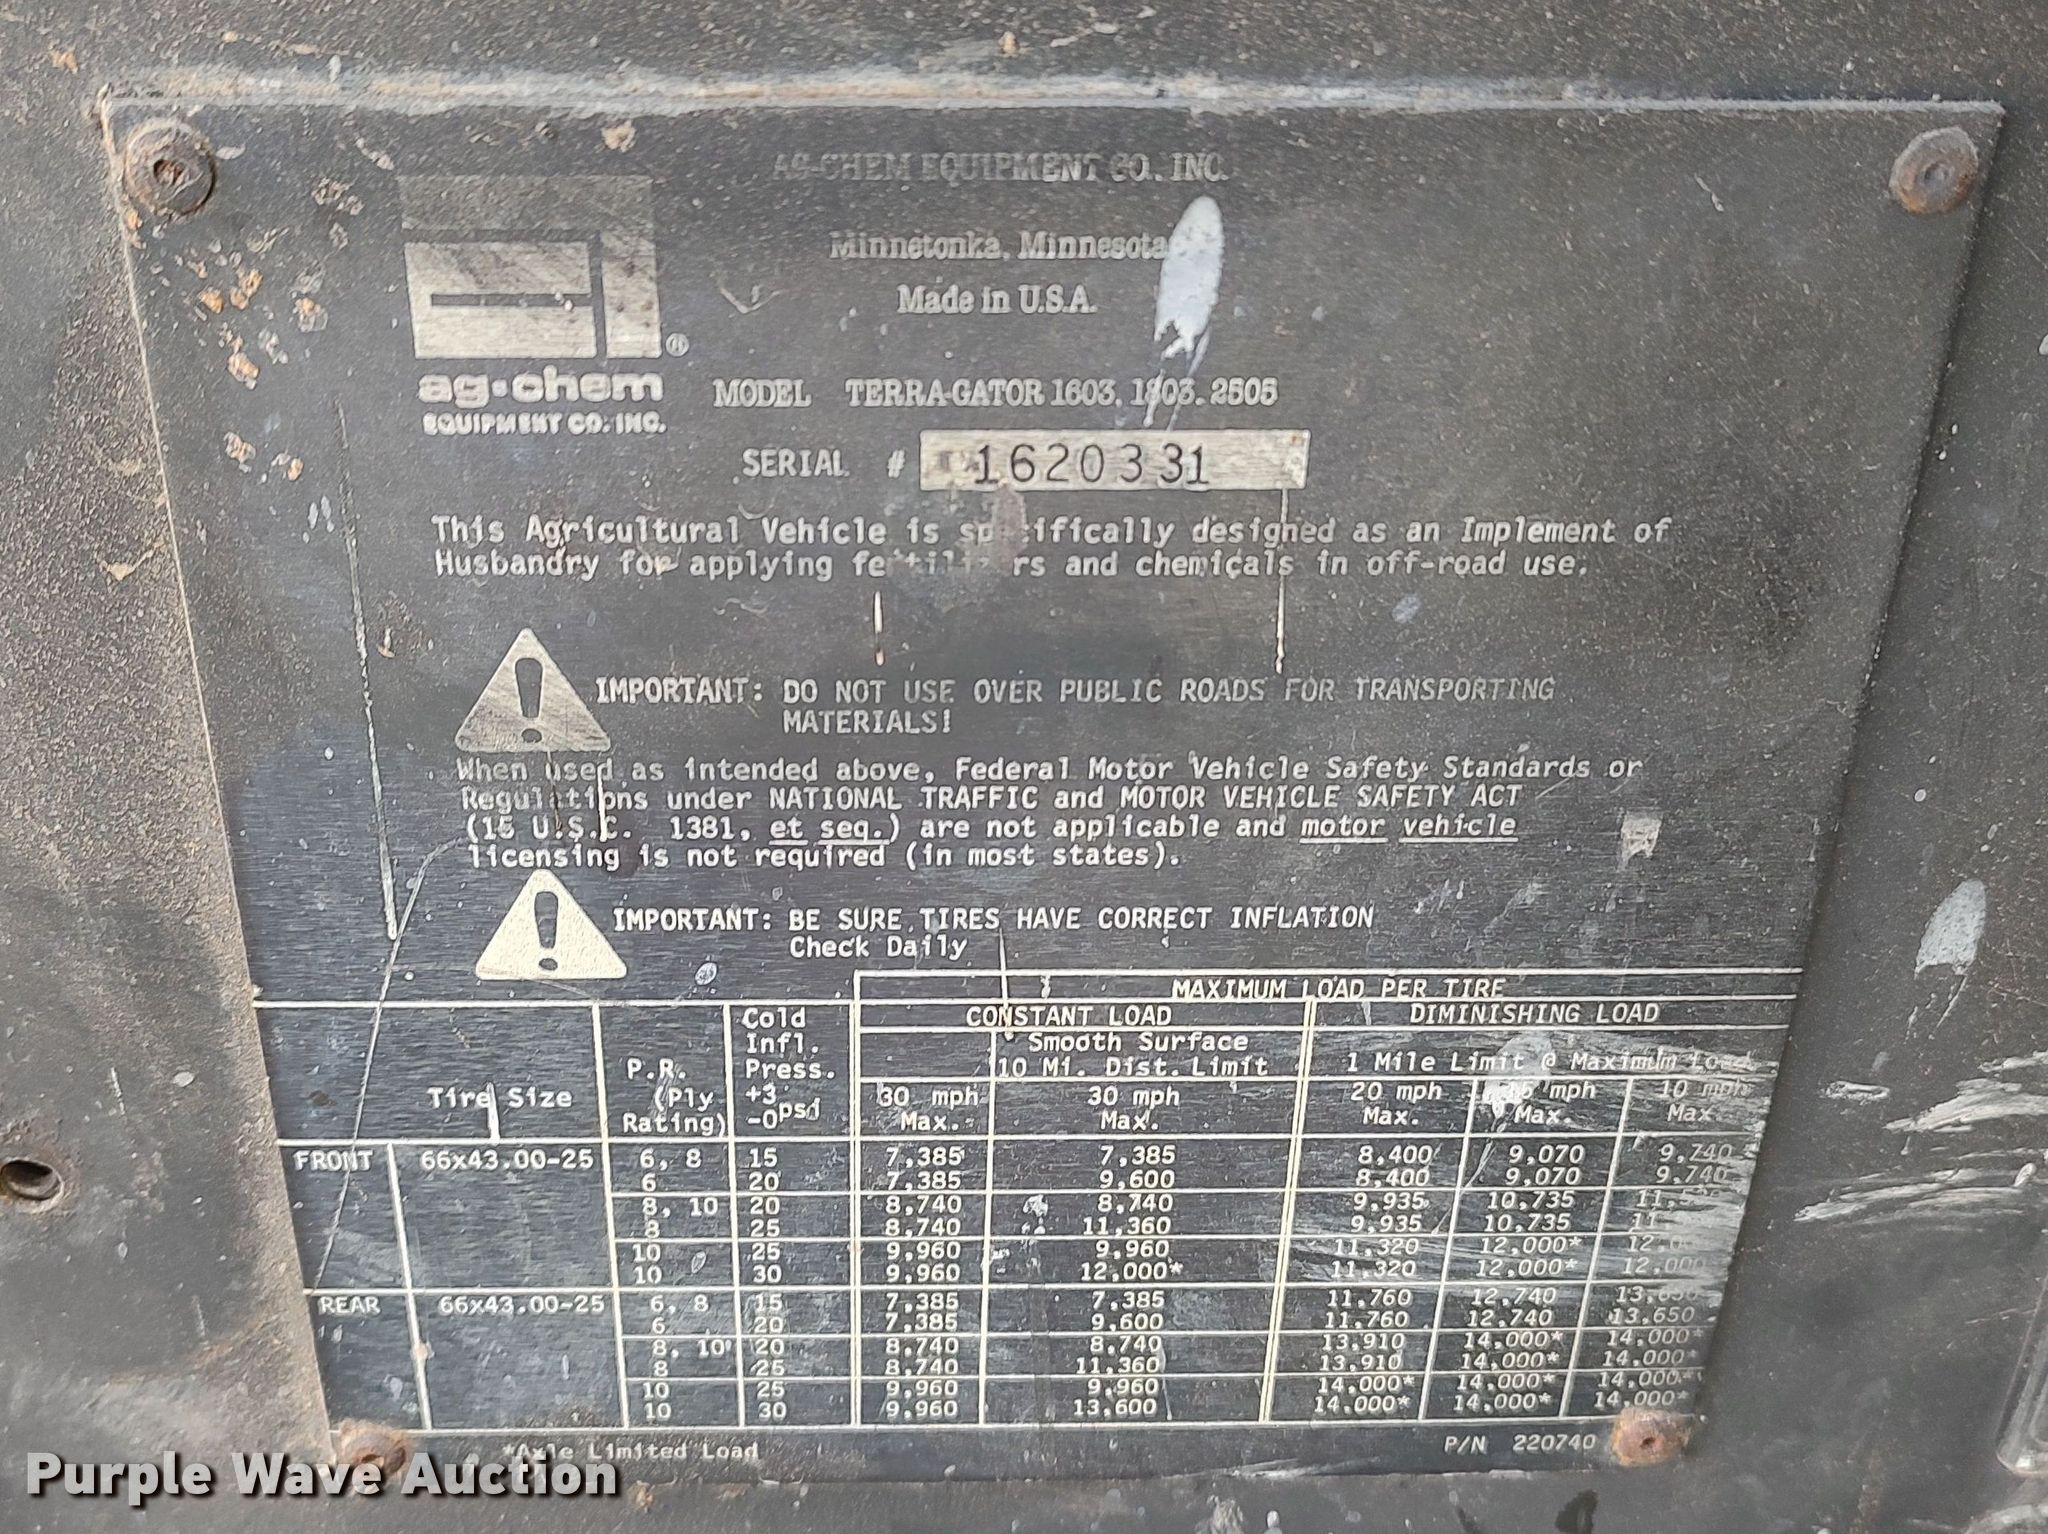 AG-CHEM EQUIPMENT CO. INC.
Minnetonka, Minnesota
Made in U.S.A.
®
ag·chem
EQUIPMENT CO. INC.
MODEL TERRA-GATOR 1603, 1803, 2505
SERIAL # 1620331
This Agricultural Vehicle is specifically designed as an Implement of
Husbandry for applying fertilizers and chemicals in off-road use.
IMPORTANT: DO NOT USE OVER PUBLIC ROADS FOR TRANSPORTING
MATERIALS!
When used as intended above, Federal Motor Vehicle Safety Standards or
Regulations under NATIONAL TRAFFIC and MOTOR VEHICLE SAFETY ACT
(15 U.S.C. 1381, et seq.) are not applicable and motor vehicle
licensing is not required (in most states).
IMPORTANT: BE SURE TIRES HAVE CORRECT INFLATION
Check Daily
MAXIMUM LOAD PER TIRE
CONSTANT LOAD DIMINISHING LOAD
Tire Size
P.R. (Ply Rating)
Cold Infl. Press. +3 -0 psi
Smooth Surface
10 Mi. Dist. Limit
1 Mile Limit @ Maximum Load
30 mph Max. 30 mph Max. 20 mph Max. 15 mph Max. 10 mph Max.
FRONT 66x43.00-25 6, 8 15 7,385 7,385 8,400 9,070 9,740
6 20 7,385 9,600 8,400 9,070 9,740
8, 10 20 8,740 8,740 9,935 10,735
8 25 8,740 11,360 9,935 10,735
10 25 9,960 9,960 11,320 12,000*
10 30 9,960 12,000* 11,320 12,000* 12,000
REAR 66x43.00-25 6, 8 15 7,385 7,385 11,760 12,740 13,650
6 20 7,385 9,600 11,760 12,740 13,650
8, 10 20 8,740 8,740 13,910 14,000* 14,000*
8 25 8,740 11,360 13,910 14,000* 14,000*
10 25 9,960 9,960 14,000* 14,000* 14,000*
10 30 9,960 13,600 14,000* 14,000* 14,000*
*Axle Limited Load P/N 220740
Purple Wave Auction